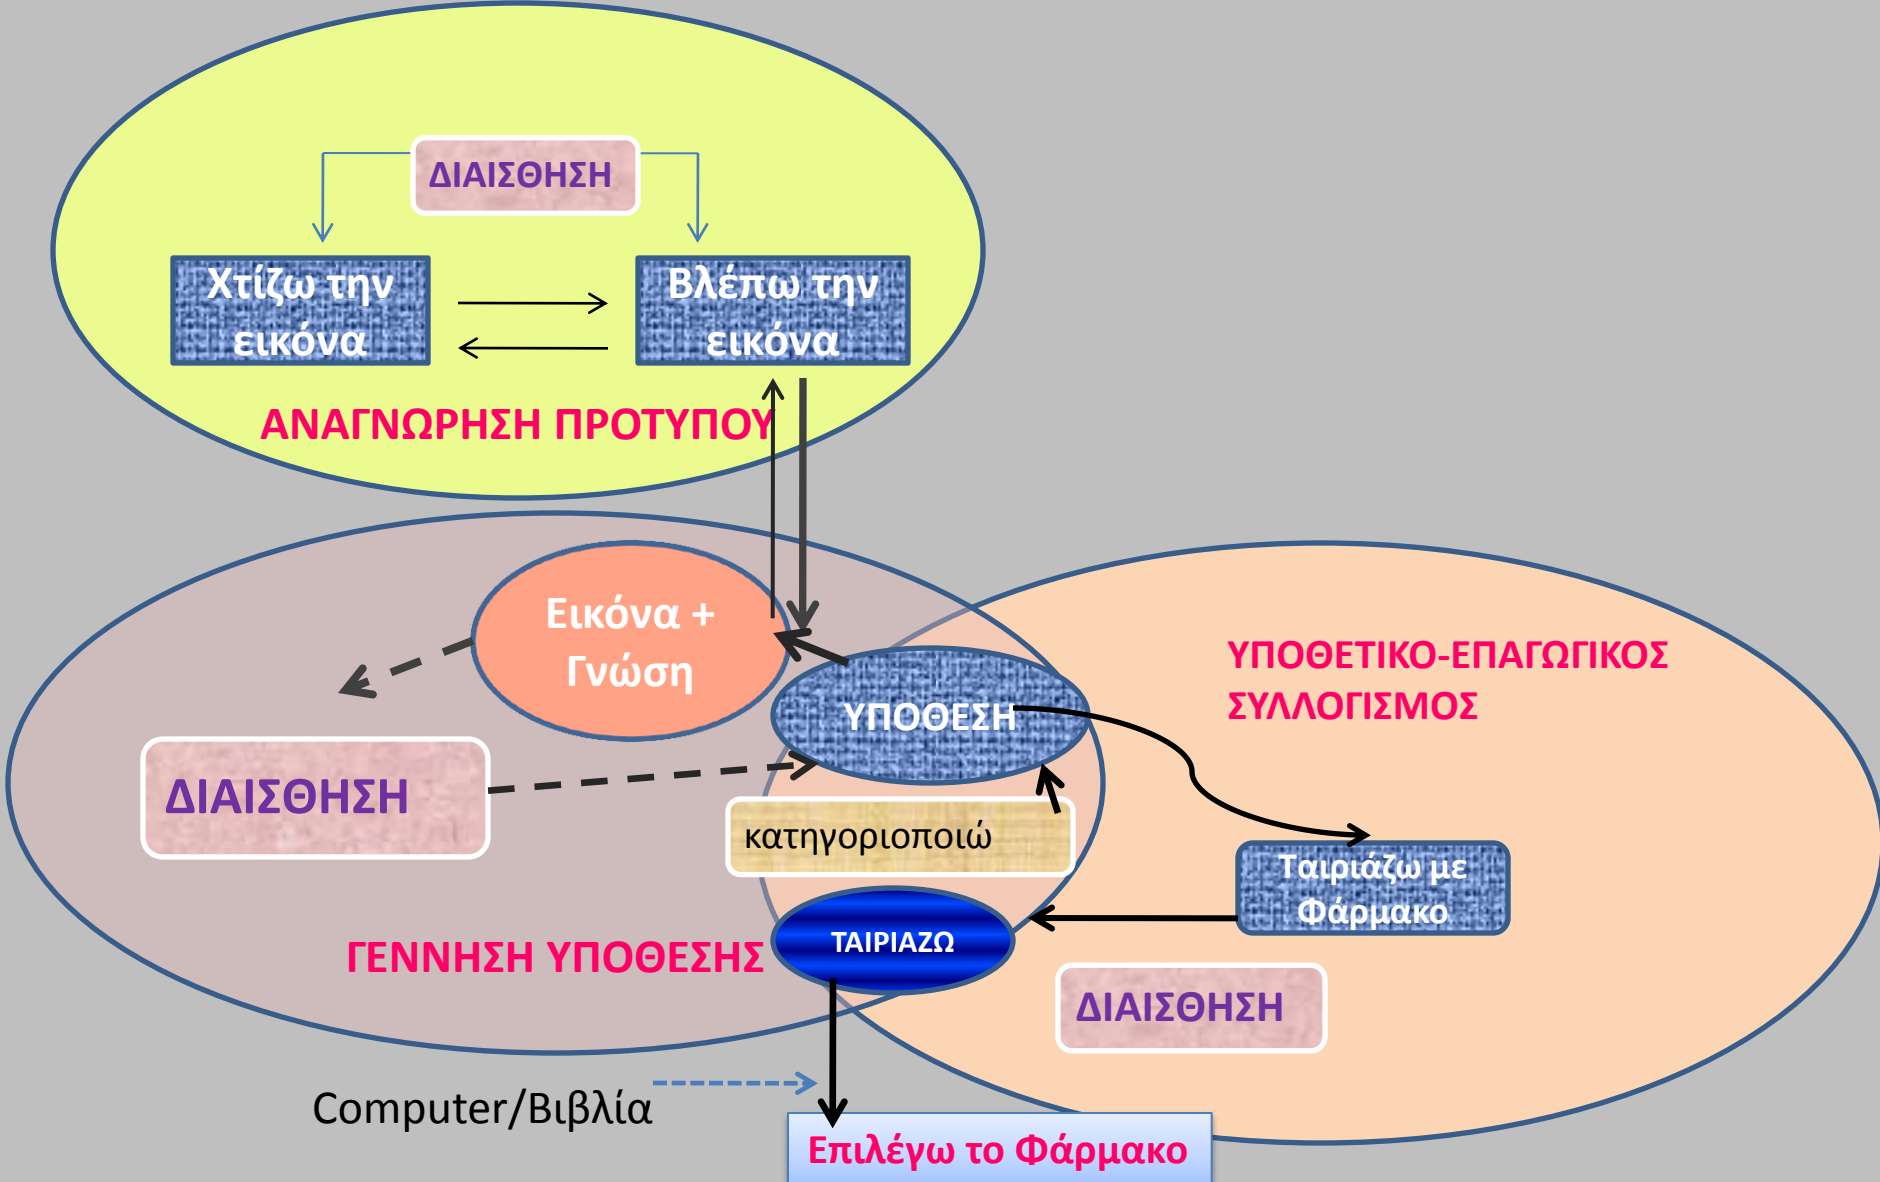 ΔΙΑΙΣΘΗΣΗ
Χτίζω την
εικόνα
Βλέπω την
εικόνα
ΑΝΑΓΝΩΡΗΣΗ ΠΡΟΤΥΠΟΥ
Εικόνα +
Γνώση
ΥΠΟΘΕΤΙΚΟ-ΕΠΑΓΩΓΙΚΟΣ
ΣΥΛΛΟΓΙΣΜΟΣ
ΥΠΟΘΕΣΗ
ΔΙΑΙΣΘΗΣΗ
κατηγοριοποιώ
Ταιριάζω με
Φάρμακο
ΓΕΝΝΗΣΗ ΥΠΟΘΕΣΗΣ
ΤΑΙΡΙΑΖΩ
ΔΙΑΙΣΘΗΣΗ
Computer/Βιβλία
Επιλέγω το Φάρμακο